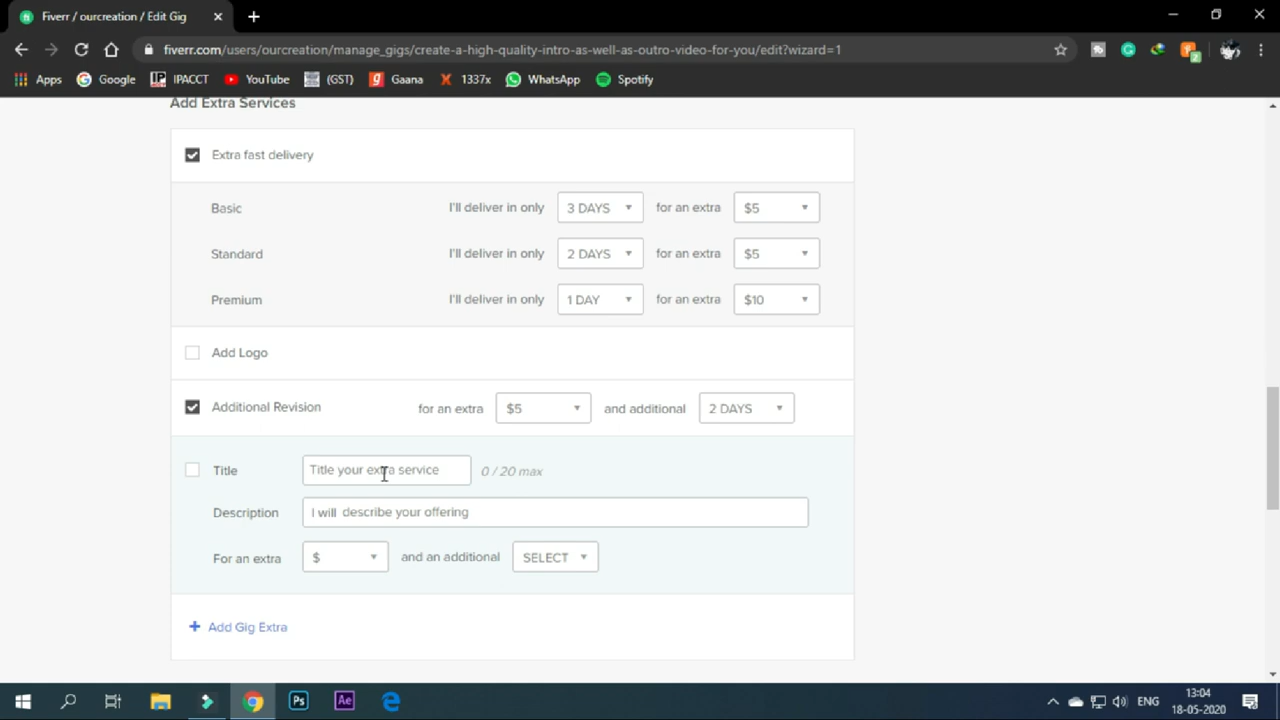 Fiverr / ourcreation / Edit Gig
fiverr.com/users/ourcreation/manage_gigs/create-a-high-quality-intro-as-well-as-outro-video-for-you/edit?wizard=1
Apps Google IPACCT YouTube (GST) Gaana 1337x WhatsApp Spotify
Add Extra Services
Extra fast delivery
Basic I'll deliver in only 3 DAYS for an extra $5
Standard I'll deliver in only 2 DAYS for an extra $5
Premium I'll deliver in only 1 DAY for an extra $10
Add Logo
Additional Revision for an extra $5 and additional 2 DAYS
Title Title your extra service 0 / 20 max
Description I will describe your offering
For an extra $ and an additional SELECT
+ Add Gig Extra
Ps Ae ENG 13:04
18-05-2020